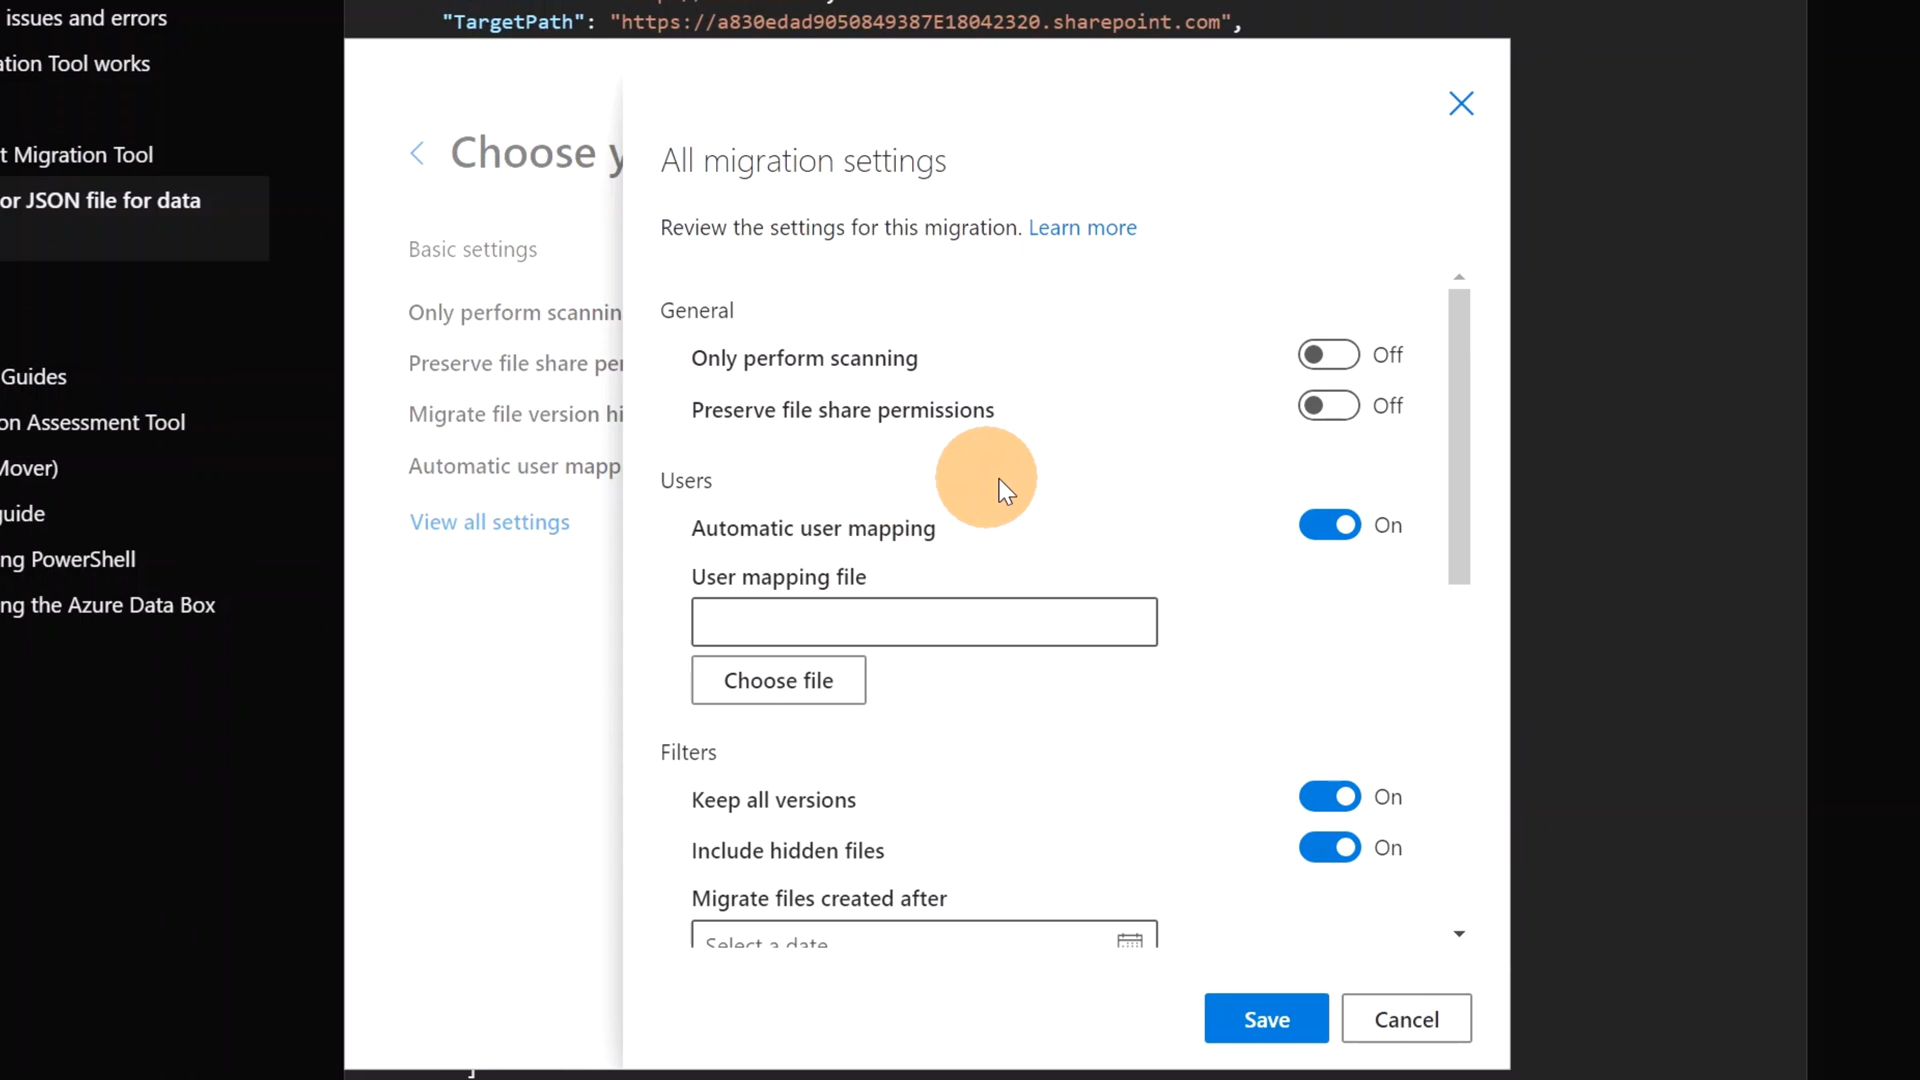 issues and errors
ation Tool works
t Migration Tool
or JSON file for data
Guides
on Assessment Tool
Mover)
guide
ng PowerShell
ng the Azure Data Box
"TargetPath": "https://a830edad9050849387E18042320.sharepoint.com",
Choose y
Basic settings
Only perform scannin
Preserve file share per
Migrate file version hi
Automatic user mapp
View all settings
All migration settings
Review the settings for this migration. Learn more
General
Only perform scanning Off
Preserve file share permissions Off
Users
Automatic user mapping On
User mapping file
Choose file
Filters
Keep all versions On
Include hidden files On
Migrate files created after
Select a date
Save Cancel
]